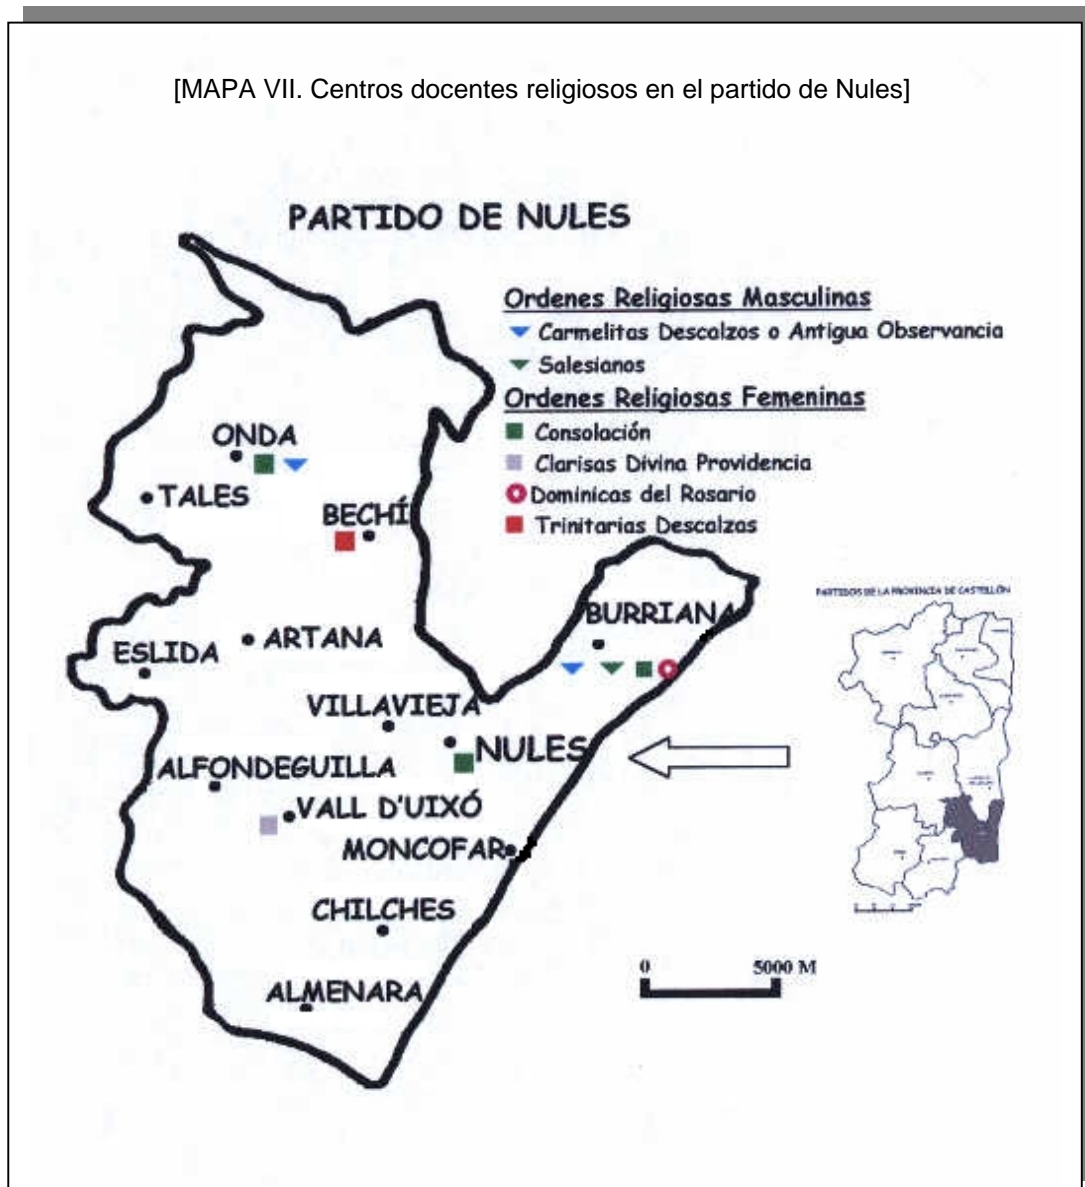 [MAPA VII. Centros docentes religiosos en el partido de Nules]
PARTIDO DE NULES
Ordenes Religiosas Masculinas
Carmelitas Descalzos o Antigua Observancia
Salesianos
Ordenes Religiosas Femeninas
Consolación
Clarisas Divina Providencia
Dominicas del Rosario
Trinitarias Descalzas
ONDA
TALES
BECHÍ
BURRIANA
ARTANA
ESLIDA
VILLAVIEJA
NULES
ALFONDEGUILLA
VALL D'UIXÓ
MONCOFAR
CHILCHES
ALMENARA
PARTIDOS DE LA PROVINCIA DE CASTELLÓN
0 5000 M